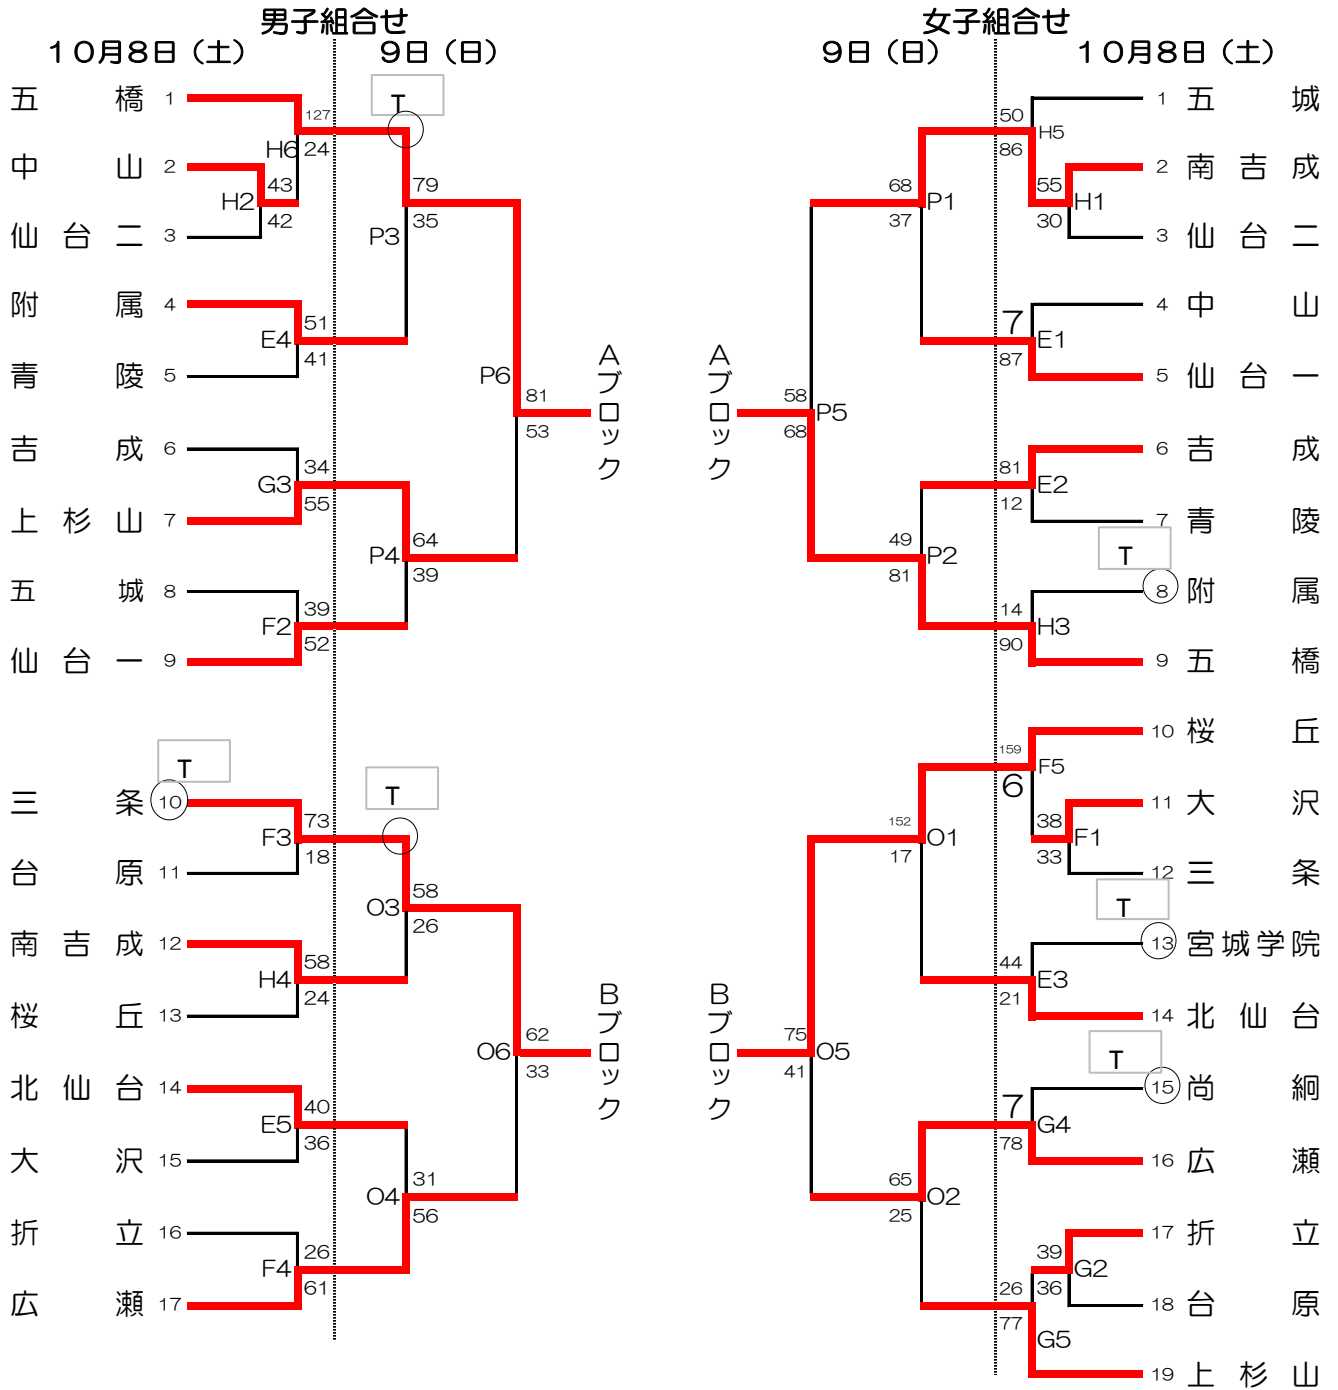 男子組合せ
10月8日（土）
9日（日）
五橋 1
中山 2
仙台二 3
附属 4
青陵 5
吉成 6
上杉山 7
五城 8
仙台一 9
三条 10
台原 11
南吉成 12
桜丘 13
北仙台 14
大沢 15
折立 16
広瀬 17
H6 127 24
H2 43 42
E4 51 41
G3 34 55
F2 39 52
T
F3 73 18
H4 58 24
E5 40 36
F4 26 61
T
P3 79 35
P4 64 39
T
O3 58 26
O4 31 56
P6 81 53
O6 62 33
Aブロック
Bブロック
女子組合せ
9日（日）
10月8日（土）
Aブロック
Bブロック
58 P5 68
75 O5 41
68 P1 37
49 P2 81
152 O1 17
65 O2 25
50 H5 86
55 H1 30
7 E1 87
81 E2 12
14 H3 90
159 F5 6
38 F1 33
44 E3 21
7 G4 78
39 G2 36
26 G5 77
1 五城
2 南吉成
3 仙台二
4 中山
5 仙台一
6 吉成
7 青陵
T
8 附属
9 五橋
10 桜丘
11 大沢
12 三条
T
13 宮城学院
14 北仙台
T
15 尚絅
16 広瀬
17 折立
18 台原
19 上杉山